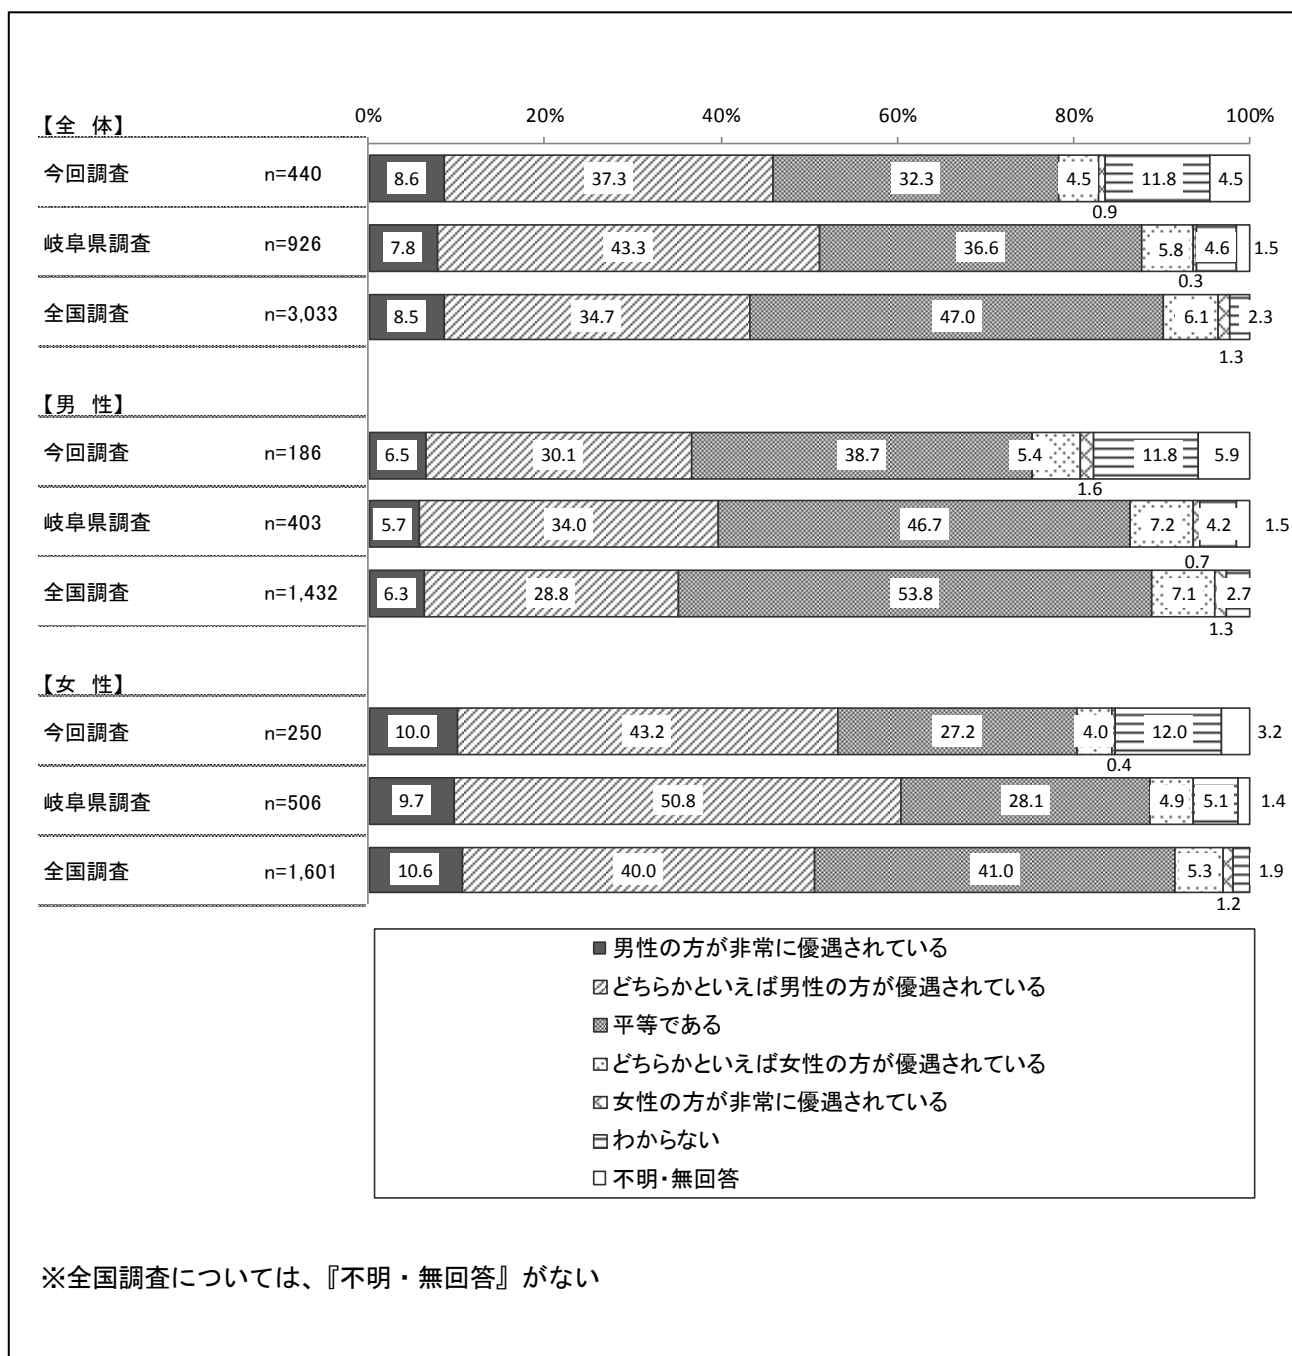 0% 20% 40% 60% 80% 100%
【全 体】
今回調査 n=440 8.6 37.3 32.3 4.5 11.8 4.5
0.9
岐阜県調査 n=926 7.8 43.3 36.6 5.8 4.6 1.5
0.3
全国調査 n=3,033 8.5 34.7 47.0 6.1 2.3
1.3
【男 性】
今回調査 n=186 6.5 30.1 38.7 5.4 11.8 5.9
1.6
岐阜県調査 n=403 5.7 34.0 46.7 7.2 4.2 1.5
0.7
全国調査 n=1,432 6.3 28.8 53.8 7.1 2.7
1.3
【女 性】
今回調査 n=250 10.0 43.2 27.2 4.0 12.0 3.2
0.4
岐阜県調査 n=506 9.7 50.8 28.1 4.9 5.1 1.4
全国調査 n=1,601 10.6 40.0 41.0 5.3 1.9
1.2
男性の方が非常に優遇されている
どちらかといえば男性の方が優遇されている
平等である
どちらかといえば女性の方が優遇されている
女性の方が非常に優遇されている
わからない
不明・無回答
※全国調査については、『不明・無回答』がない